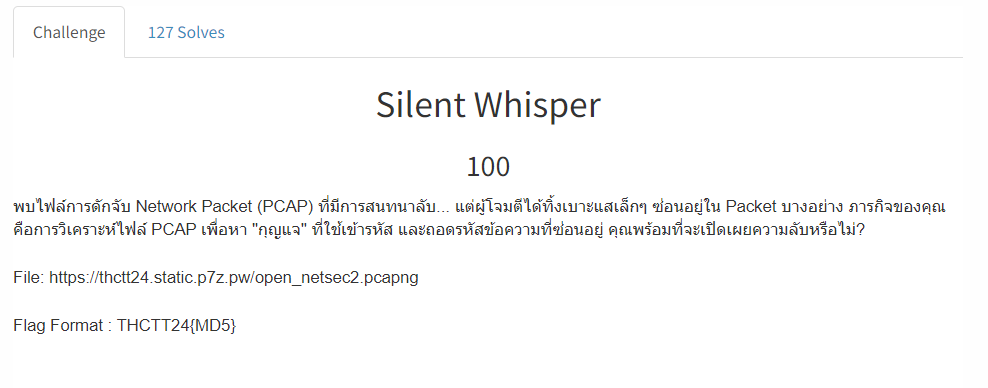 Challenge
127 Solves
Silent Whisper
100
พบไฟล์การดักจับ Network Packet (PCAP) ที่มีการสนทนาลับ... แต่ผู้โจมตีได้ทิ้งเบาะแสเล็กๆ ซ่อนอยู่ใน Packet บางอย่าง ภารกิจของคุณ
คือการวิเคราะห์ไฟล์ PCAP เพื่อหา "กุญแจ" ที่ใช้เข้ารหัส และถอดรหัสข้อความที่ซ่อนอยู่ คุณพร้อมที่จะเปิดเผยความลับหรือไม่?
File: https://thctt24.static.p7z.pw/open_netsec2.pcapng
Flag Format : THCTT24{MD5}